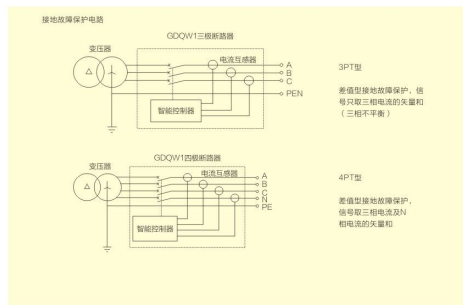 接地故障保护电路
GDQW1三极断路器
变压器
电流互感器
A
B
C
PEN
智能控制器
3PT型
差值型接地故障保护，信
号只取三相电流的矢量和
（三相不平衡）
GDQW1四极断路器
变压器
电流互感器
A
B
C
N
PE
智能控制器
4PT型
差值型接地故障保护，
信号取三相电流及N
相电流的矢量和